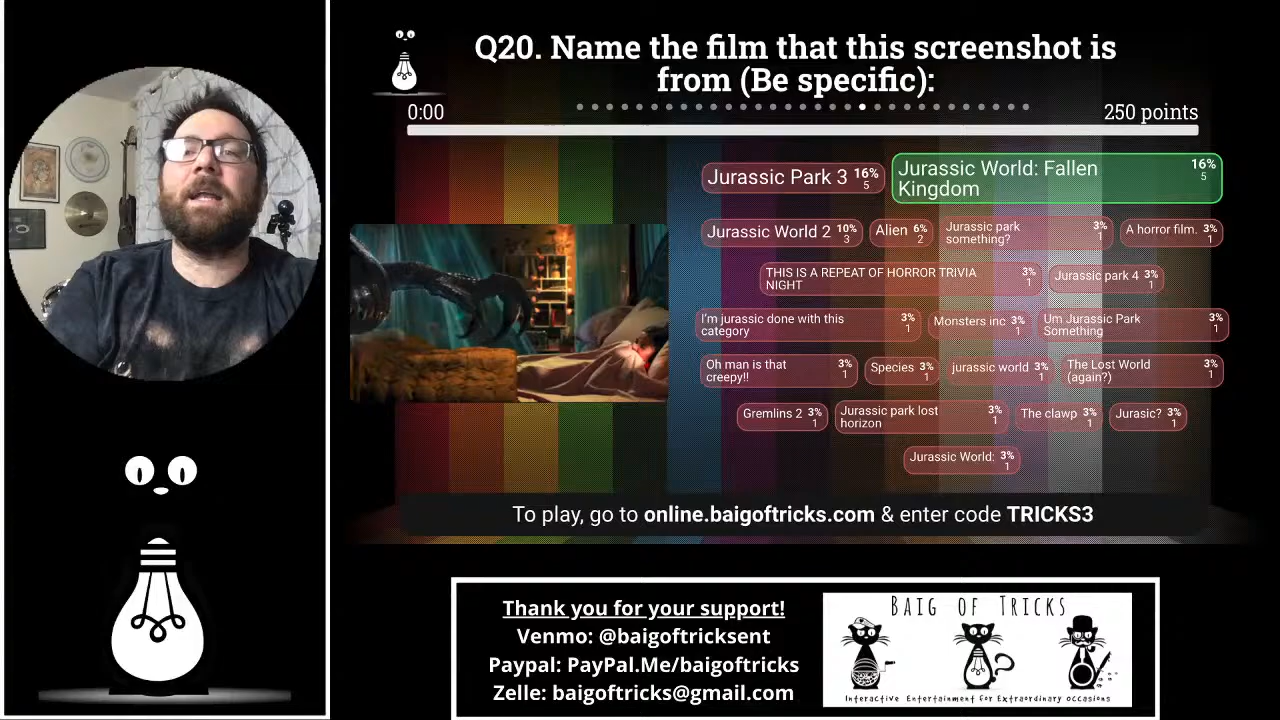 Q20. Name the film that this screenshot is
from (Be specific):
0:00
250 points
Jurassic Park 3 16%
5
Jurassic World: Fallen
Kingdom
16%
5
Jurassic World 2 10%
3
Alien 6%
2
Jurassic park
something?
3%
1
A horror film. 3%
1
THIS IS A REPEAT OF HORROR TRIVIA
NIGHT
3%
1
Jurassic park 4 3%
1
I'm jurassic done with this
category
3%
1
Monsters inc 3%
1
Um Jurassic Park
Something
3%
1
Oh man is that
creepy!!
3%
1
Species 3%
1
jurassic world 3%
1
The Lost World
(again?)
3%
1
Gremlins 2 3%
1
Jurassic park lost
horizon
3%
1
The clawp 3%
1
Jurasic? 3%
1
Jurassic World: 3%
1
To play, go to online.baigoftricks.com & enter code TRICKS3
Thank you for your support!
Venmo: @baigoftricksent
Paypal: PayPal.Me/baigoftricks
Zelle: baigoftricks@gmail.com
BAIG OF TRICKS
Interactive Entertainment for Extraordinary occasions